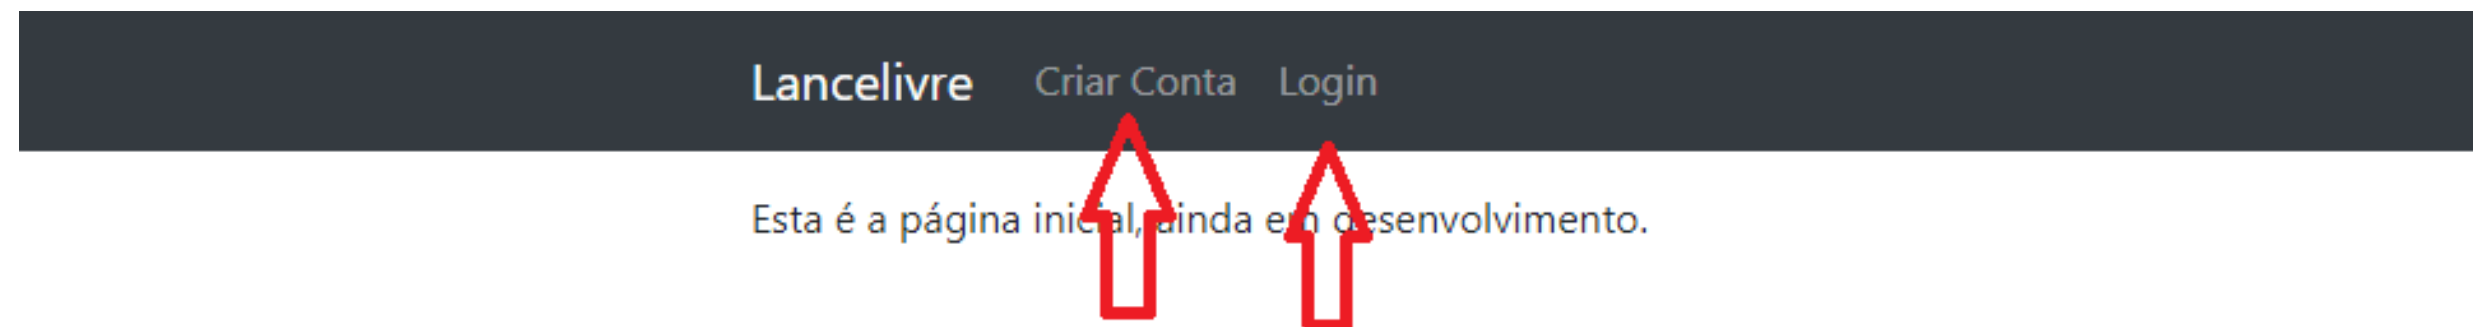 Lancelivre Criar Conta Login
Esta é a página inicial, ainda em desenvolvimento.